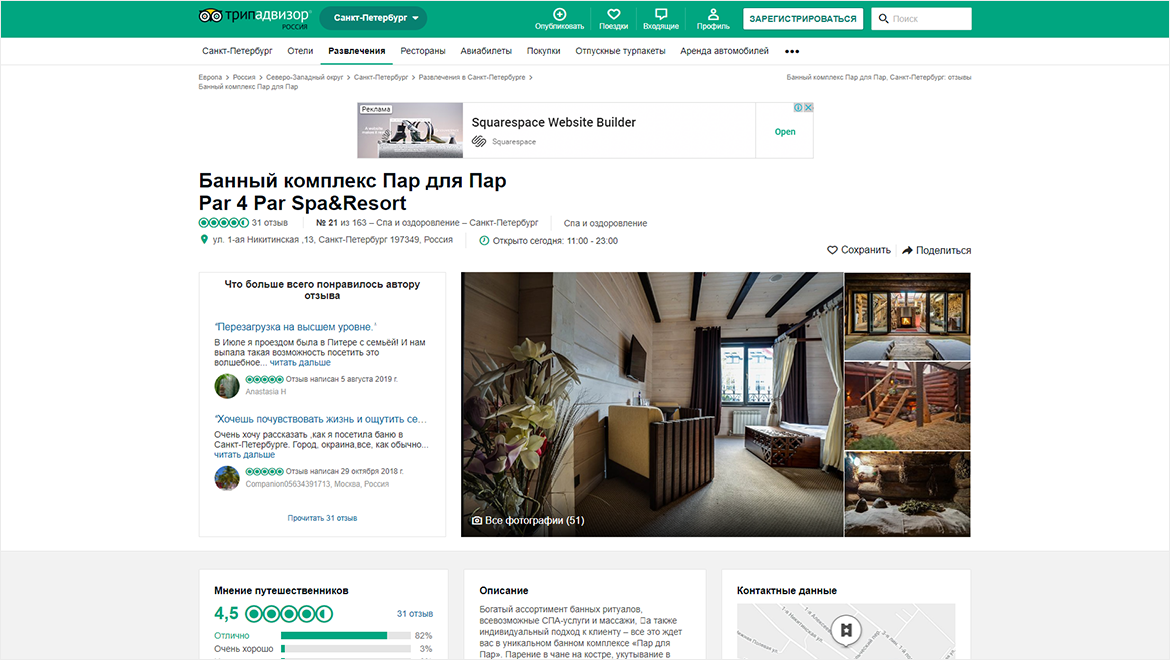 трипадвизор®
РОССИЯ
Санкт-Петербург
Опубликовать
Поездки
Входящие
Профиль
ЗАРЕГИСТРИРОВАТЬСЯ
Поиск
Санкт-Петербург Отели Развлечения Рестораны Авиабилеты Покупки Отпускные турпакеты Аренда автомобилей •••
Европа > Россия > Северо-Западный округ > Санкт-Петербург > Развлечения в Санкт-Петербурге >
Банный комплекс Пар для Пар
Банный комплекс Пар для Пар, Санкт-Петербург: отзывы
Реклама
Squarespace Website Builder
Squarespace
Open
Банный комплекс Пар для Пар
Par 4 Par Spa&Resort
31 отзыв
№ 21 из 163 – Спа и оздоровление – Санкт-Петербург
Спа и оздоровление
ул. 1-ая Никитинская ,13, Санкт-Петербург 197349, Россия
Открыто сегодня: 11:00 - 23:00
Сохранить
Поделиться
Что больше всего понравилось автору
отзыва
“Перезагрузка на высшем уровне.’
В Июле я проездом была в Питере с семьёй! И нам
выпала такая возможность посетить это
волшебное... читать дальше
Отзыв написан 5 августа 2019 г.
Anastasia H
“Хочешь почувствовать жизнь и ощутить се...
Очень хочу рассказать ,как я посетила баню в
Санкт-Петербурге. Город, окраина,все, как обычно...
читать дальше
Отзыв написан 29 октября 2018 г.
Companion05634391713, Москва, Россия
Прочитать 31 отзыв
Все фотографии (51)
Мнение путешественников
4,5
31 отзыв
Отлично 82%
Очень хорошо 3%
Описание
Богатый ассортимент банных ритуалов,
всевозможные СПА-услуги и массажи, а также
индивидуальный подход к клиенту – все это ждет
вас в уникальном банном комплексе «Пар для
Пар». Парение в чане на костре, укутывание в
Контактные данные
1-я Никитинская ул.